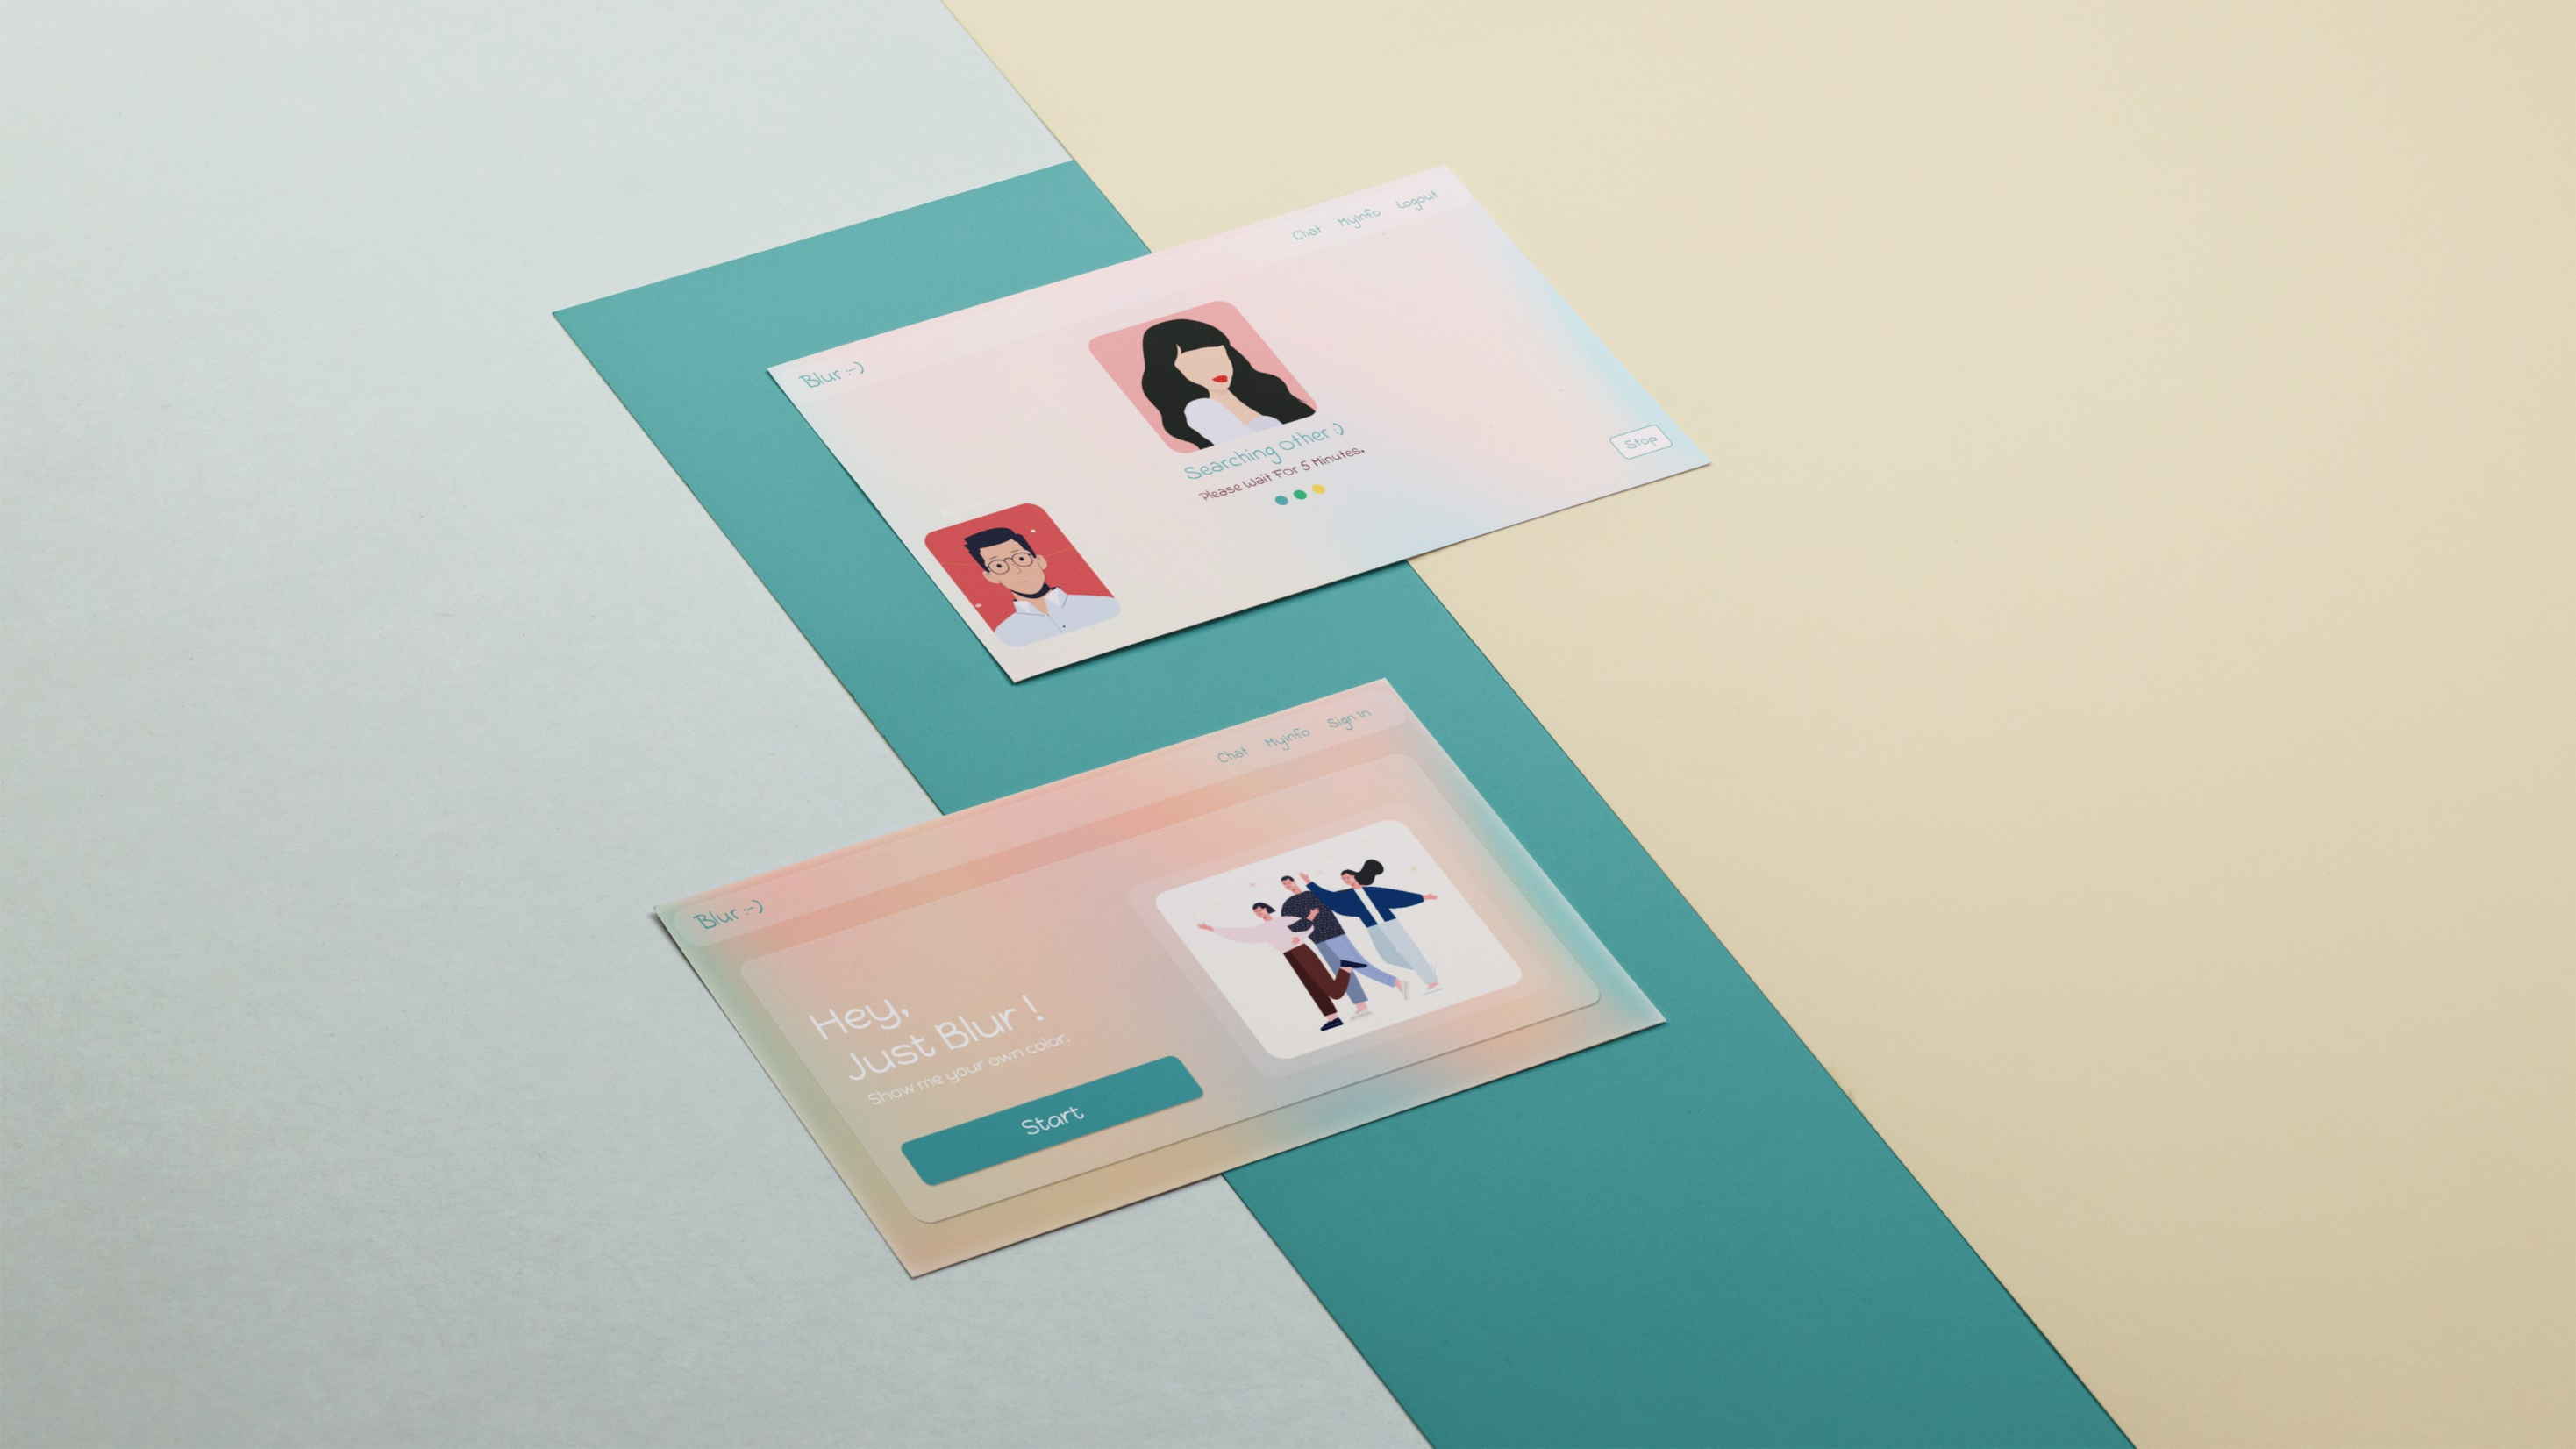 Blur :-)
Chat Myinfo Logout
Searching Other :)
Please Wait For 5 Minutes.
Stop
Blur :-)
Chat Myinfo Sign in
Hey,
Just Blur !
Show me your own color.
Start